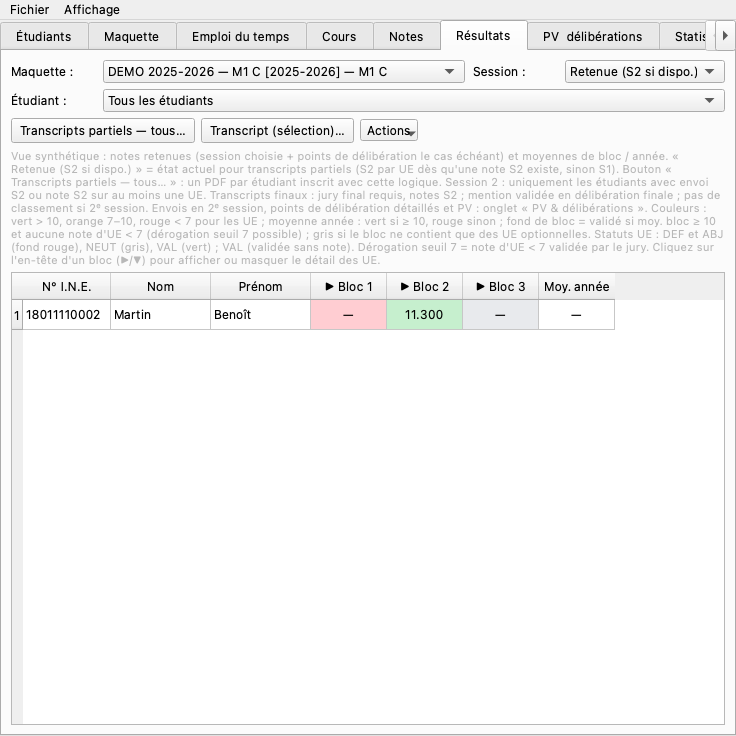 Fichier Affichage
Étudiants Maquette Emploi du temps Cours Notes Résultats PV délibérations Statis
Maquette : DEMO 2025-2026 — M1 C [2025-2026] — M1 C Session : Retenue (S2 si dispo.)
Étudiant : Tous les étudiants
Transcripts partiels — tous... Transcript (sélection)... Actions
Vue synthétique : notes retenues (session choisie + points de délibération le cas échéant) et moyennes de bloc / année. «
Retenue (S2 si dispo.) » = état actuel pour transcripts partiels (S2 par UE dès qu'une note S2 existe, sinon S1). Bouton «
Transcripts partiels — tous... » : un PDF par étudiant inscrit avec cette logique. Session 2 : uniquement les étudiants avec envoi
S2 ou note S2 sur au moins une UE. Transcripts finaux : jury final requis, notes S2 ; mention validée en délibération finale ; pas de
classement si 2ᵉ session. Envois en 2ᵉ session, points de délibération détaillés et PV : onglet « PV & délibérations ». Couleurs :
vert > 10, orange 7–10, rouge < 7 pour les UE ; moyenne année : vert si ≥ 10, rouge sinon ; fond de bloc = validé si moy. bloc ≥ 10
et aucune note d'UE < 7 (dérogation seuil 7 possible) ; gris si le bloc ne contient que des UE optionnelles. Statuts UE : DEF et ABJ
(fond rouge), NEUT (gris), VAL (vert) ; VAL (validée sans note). Dérogation seuil 7 = note d'UE < 7 validée par le jury. Cliquez sur
l'en-tête d'un bloc (▶/▼) pour afficher ou masquer le détail des UE.
N° I.N.E. Nom Prénom ▶ Bloc 1 ▶ Bloc 2 ▶ Bloc 3 Moy. année
1 18011110002 Martin Benoît — 11.300 — —